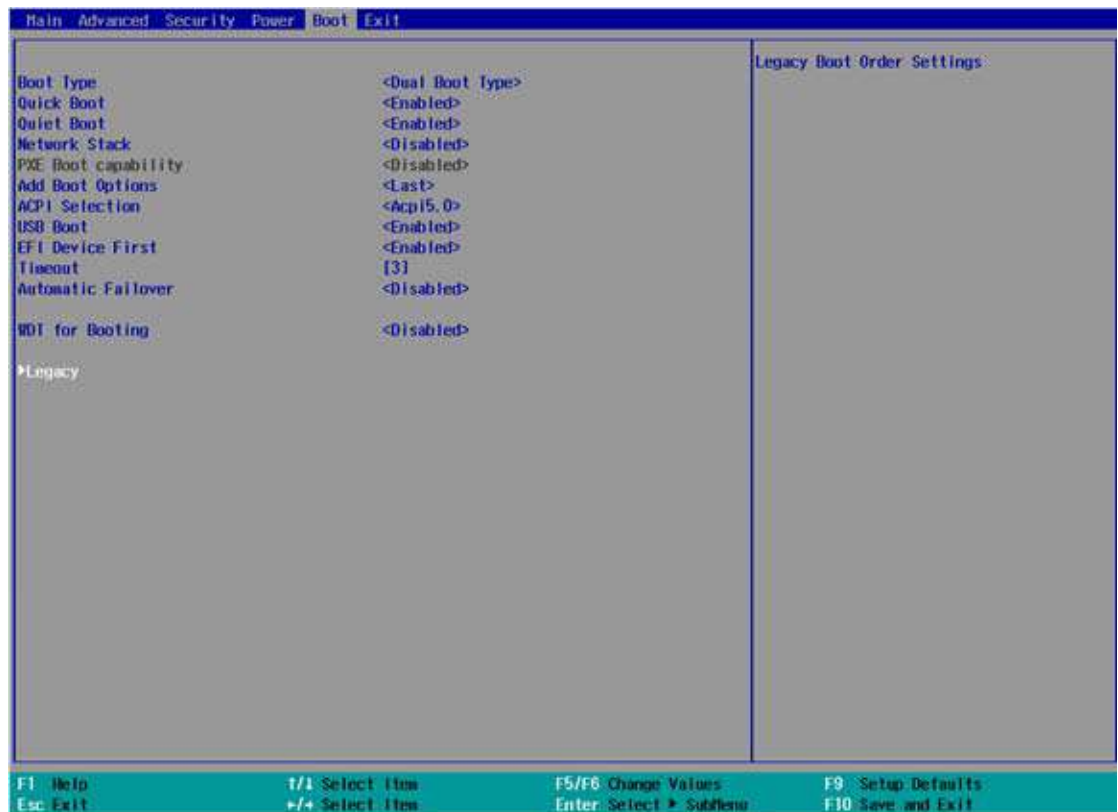 Main Advanced Security Power Boot Exit
Legacy Boot Order Settings
Boot Type <Dual Boot Type>
Quick Boot <Enabled>
Quiet Boot <Enabled>
Network Stack <Disabled>
PXE Boot capability <Disabled>
Add Boot Options <Last>
ACPI Selection <Acpi5.0>
USB Boot <Enabled>
EFI Device First <Enabled>
Timeout [3]
Automatic Failover <Disabled>
WDT for Booting <Disabled>
▶Legacy
F1 Help ↑/↓ Select Item F5/F6 Change Values F9 Setup Defaults
Esc Exit ←/→ Select Item Enter Select ▶ SubMenu F10 Save and Exit